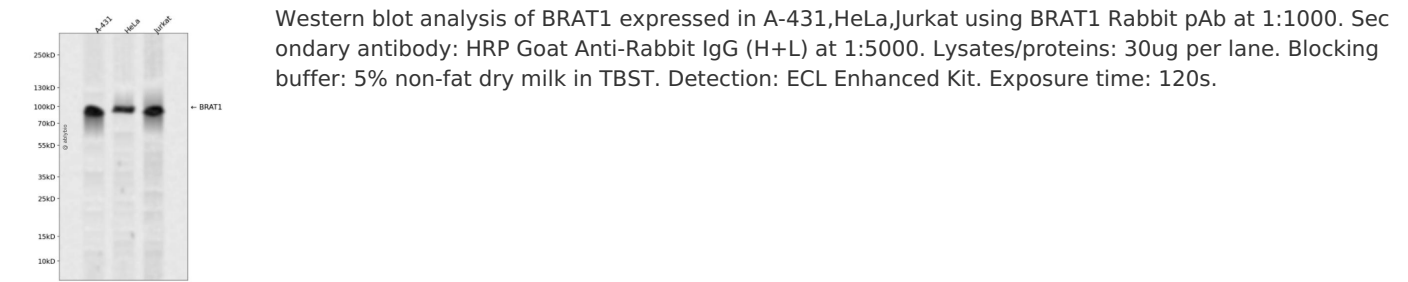 A-431
HeLa
Jurkat
250kD
130kD
100kD
70kD
55kD
35kD
25kD
15kD
10kD
← BRAT1
Western blot analysis of BRAT1 expressed in A-431,HeLa,Jurkat using BRAT1 Rabbit pAb at 1:1000. Sec
ondary antibody: HRP Goat Anti-Rabbit IgG (H+L) at 1:5000. Lysates/proteins: 30ug per lane. Blocking
buffer: 5% non-fat dry milk in TBST. Detection: ECL Enhanced Kit. Exposure time: 120s.